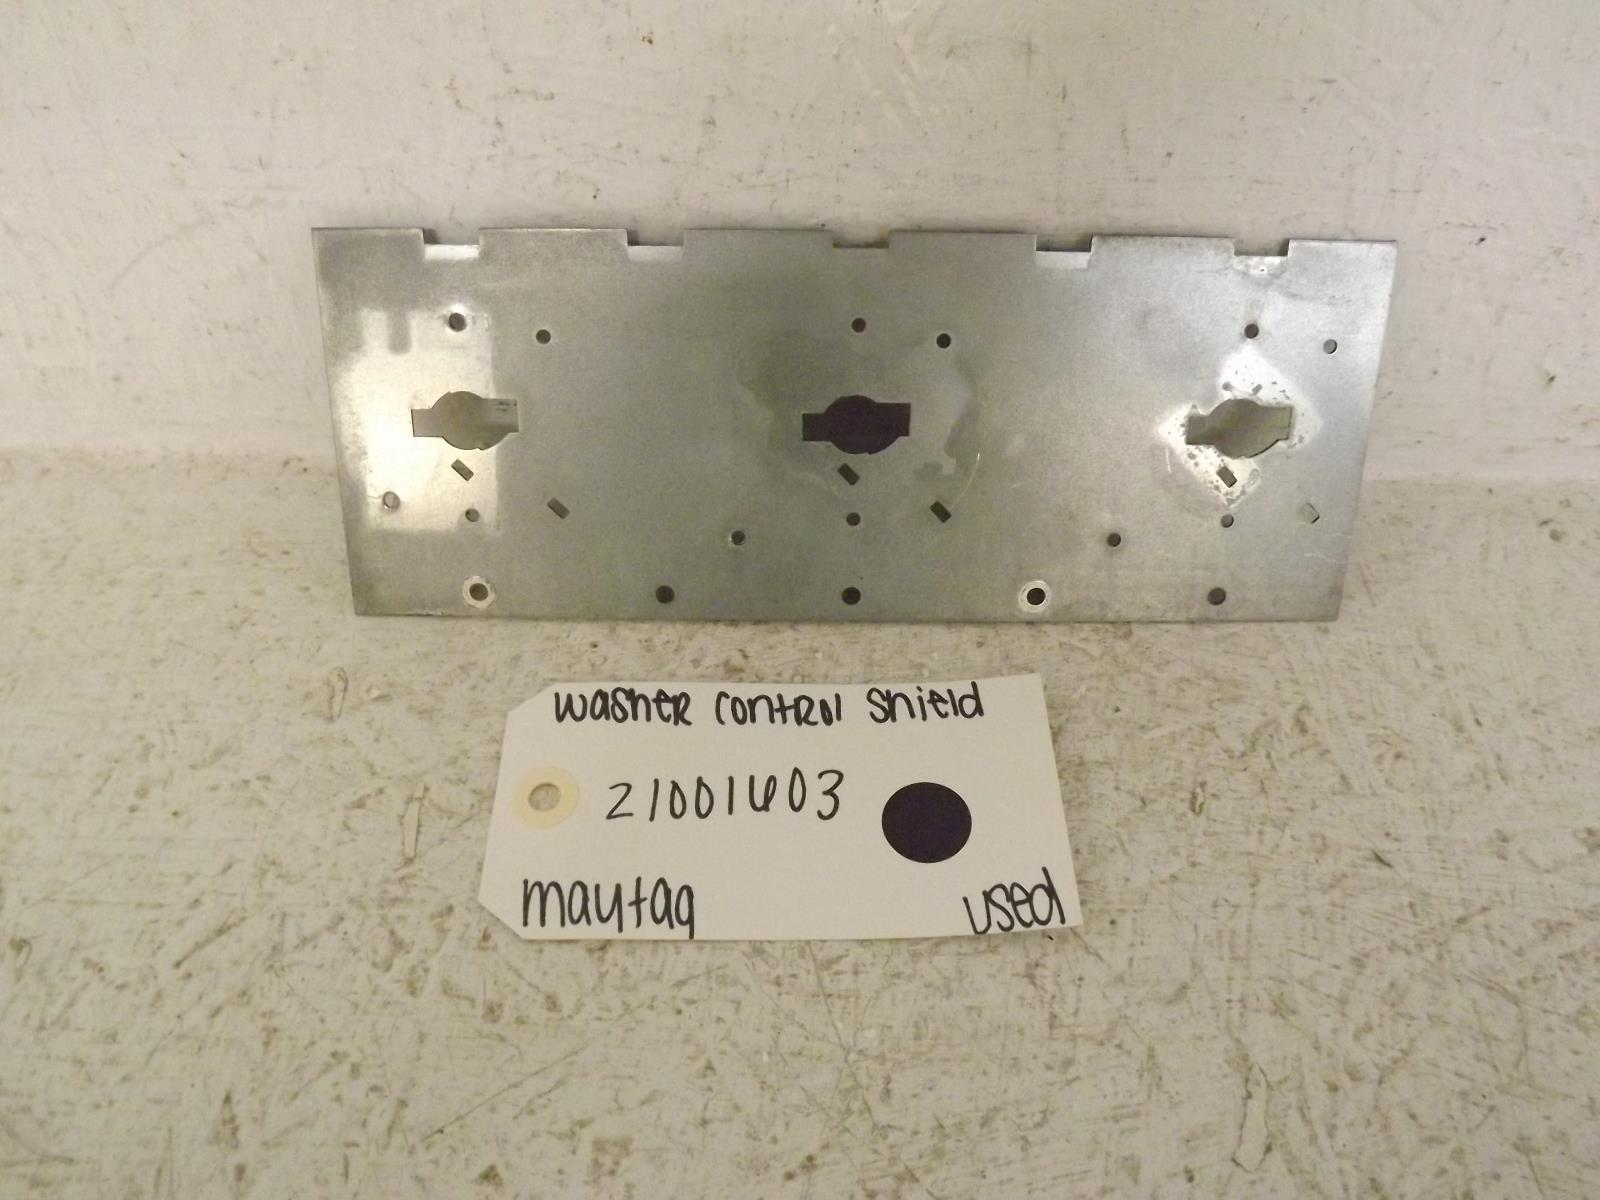 washer control shield
21001603
maytag
used